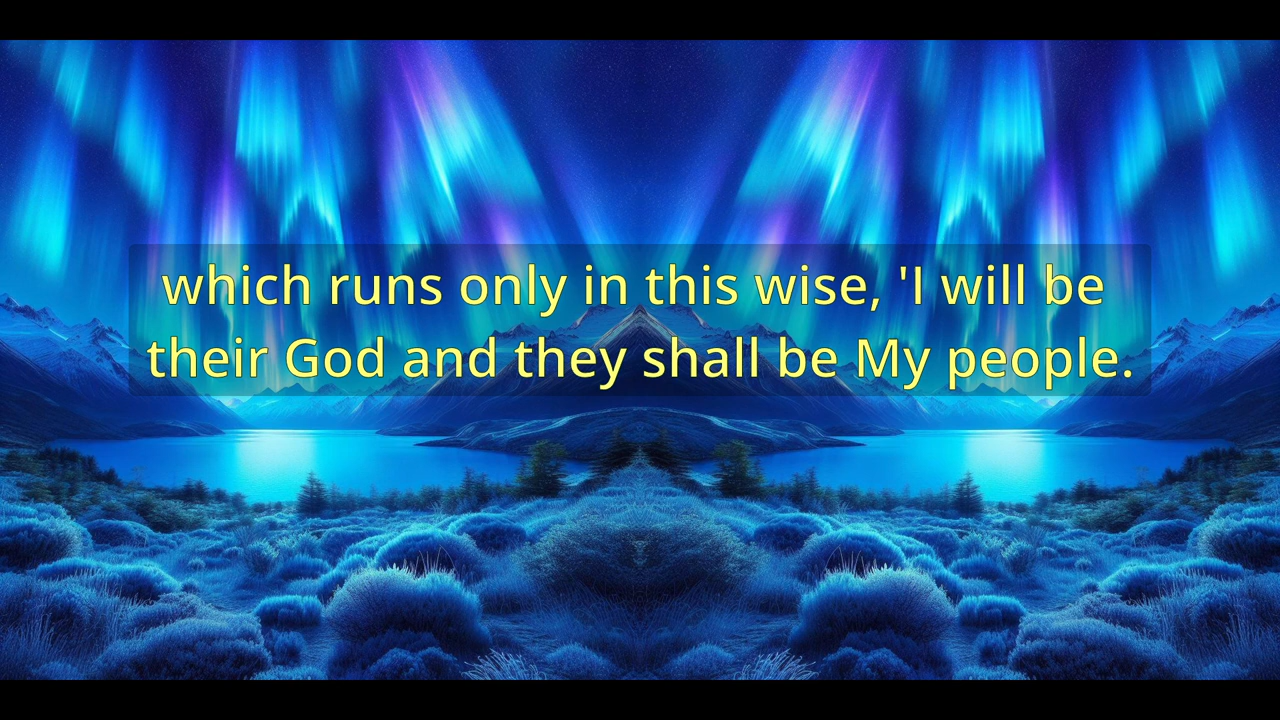 which runs only in this wise, 'I will be
their God and they shall be My people.